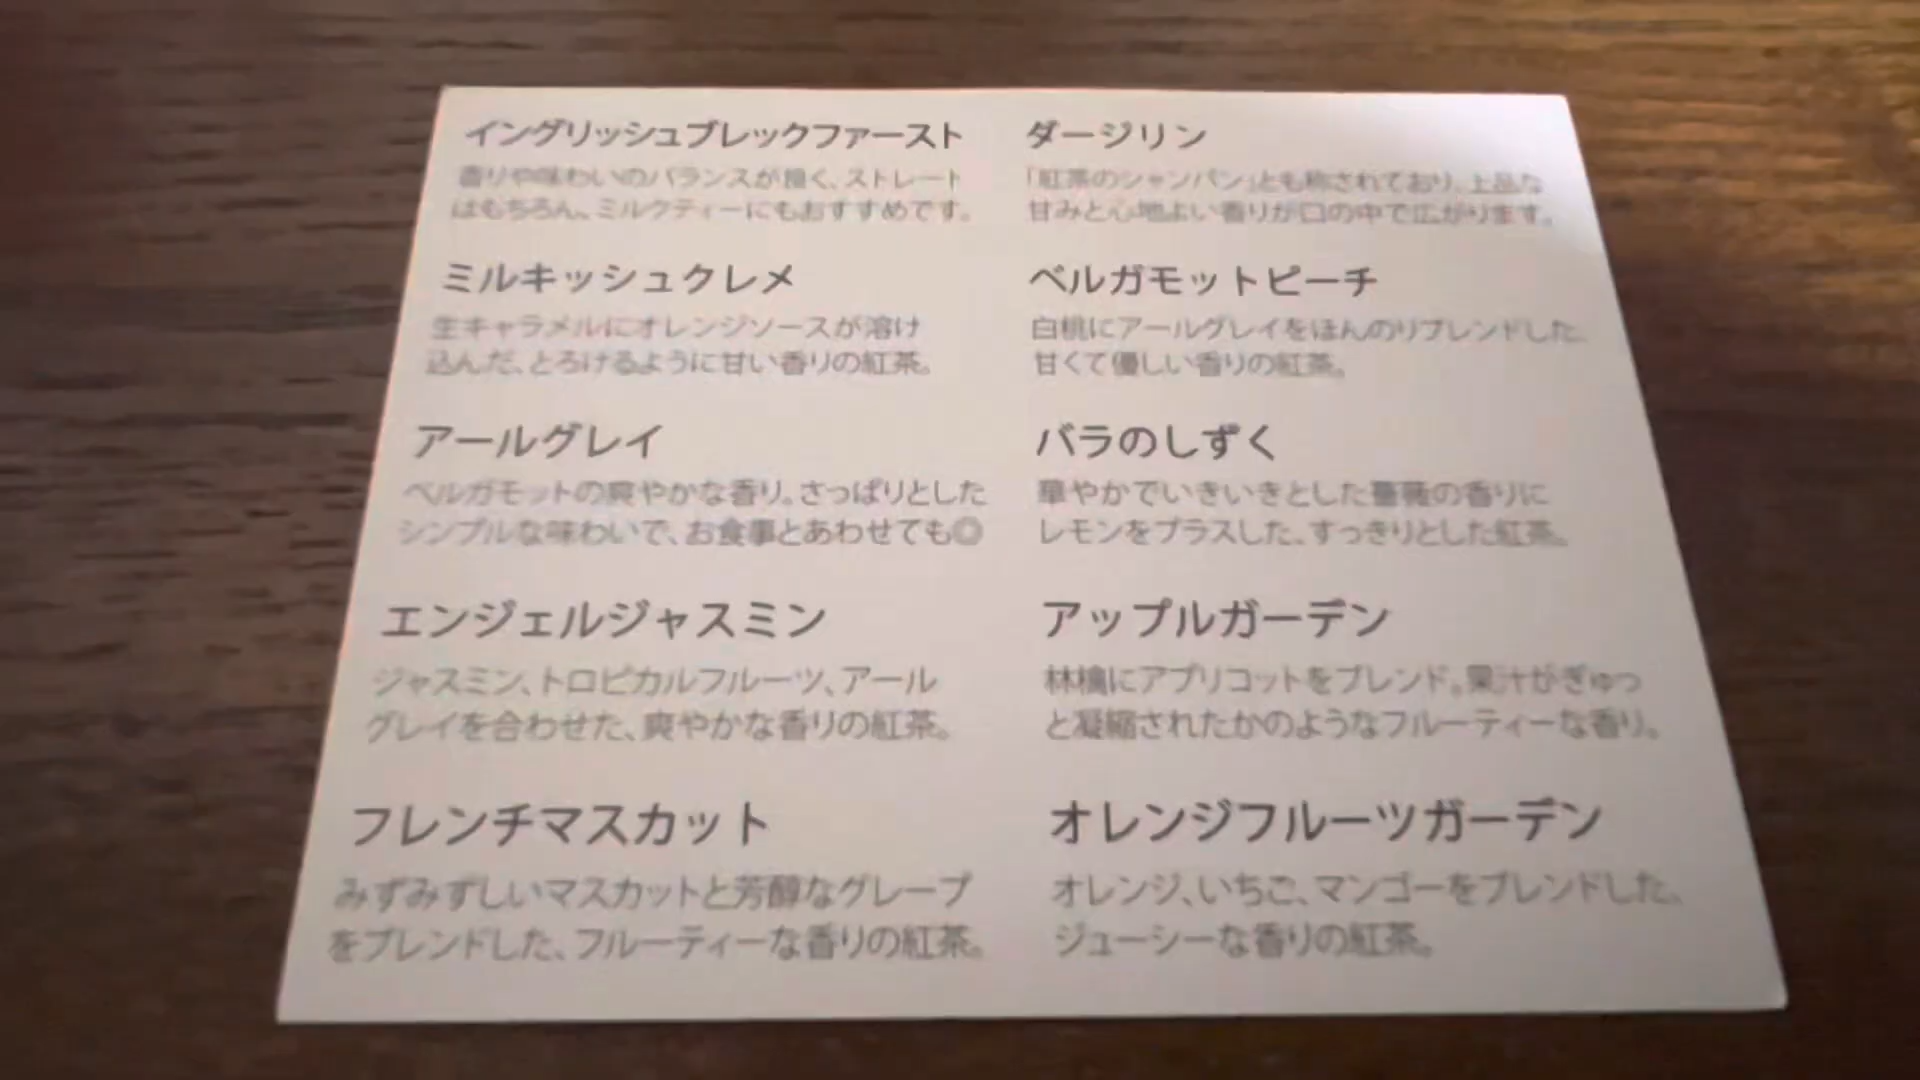 イングリッシュブレックファースト
香りや味わいのバランスが良く、ストレート
はもちろん、ミルクティーにもおすすめです。
ミルキッシュクレメ
生キャラメルにオレンジソースが溶け
込んだ、とろけるように甘い香りの紅茶。
アールグレイ
ベルガモットの爽やかな香り。さっぱりとした
シンプルな味わいで、お食事とあわせても◎
エンジェルジャスミン
ジャスミン、トロピカルフルーツ、アール
グレイを合わせた、爽やかな香りの紅茶。
フレンチマスカット
みずみずしいマスカットと芳醇なグレープ
をブレンドした、フルーティーな香りの紅茶。
ダージリン
「紅茶のシャンパン」とも称されており、上品な
甘みと心地よい香りが口の中で広がります。
ベルガモットピーチ
白桃にアールグレイをほんのりブレンドした、
甘くて優しい香りの紅茶。
バラのしずく
華やかでいきいきとした薔薇の香りに
レモンをプラスした、すっきりとした紅茶。
アップルガーデン
林檎にアプリコットをブレンド。果汁がぎゅっ
と凝縮されたかのようなフルーティーな香り。
オレンジフルーツガーデン
オレンジ、いちご、マンゴーをブレンドした、
ジューシーな香りの紅茶。